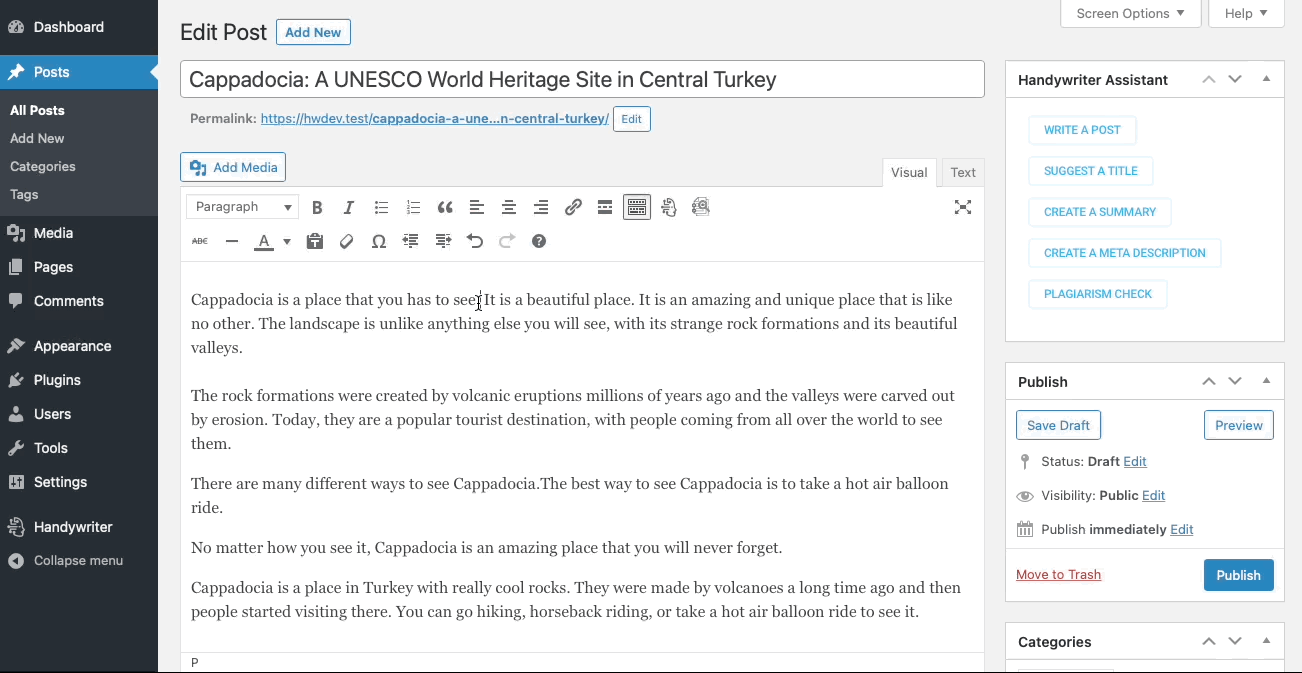 Dashboard
Posts
All Posts
Add New
Categories
Tags
Media
Pages
Comments
Appearance
Plugins
Users
Tools
Settings
Handywriter
Collapse menu
Screen Options
Help
Edit Post Add New
Cappadocia: A UNESCO World Heritage Site in Central Turkey
Permalink: https://hwdev.test/cappadocia-a-une...n-central-turkey/ Edit
Add Media
Visual Text
Paragraph
B I
ABC A Ω
Cappadocia is a place that you has to see. It is a beautiful place. It is an amazing and unique place that is like
no other. The landscape is unlike anything else you will see, with its strange rock formations and its beautiful
valleys.
The rock formations were created by volcanic eruptions millions of years ago and the valleys were carved out
by erosion. Today, they are a popular tourist destination, with people coming from all over the world to see
them.
There are many different ways to see Cappadocia.The best way to see Cappadocia is to take a hot air balloon
ride.
No matter how you see it, Cappadocia is an amazing place that you will never forget.
Cappadocia is a place in Turkey with really cool rocks. They were made by volcanoes a long time ago and then
people started visiting there. You can go hiking, horseback riding, or take a hot air balloon ride to see it.
P
Handywriter Assistant
WRITE A POST
SUGGEST A TITLE
CREATE A SUMMARY
CREATE A META DESCRIPTION
PLAGIARISM CHECK
Publish
Save Draft Preview
Status: Draft Edit
Visibility: Public Edit
Publish immediately Edit
Move to Trash Publish
Categories